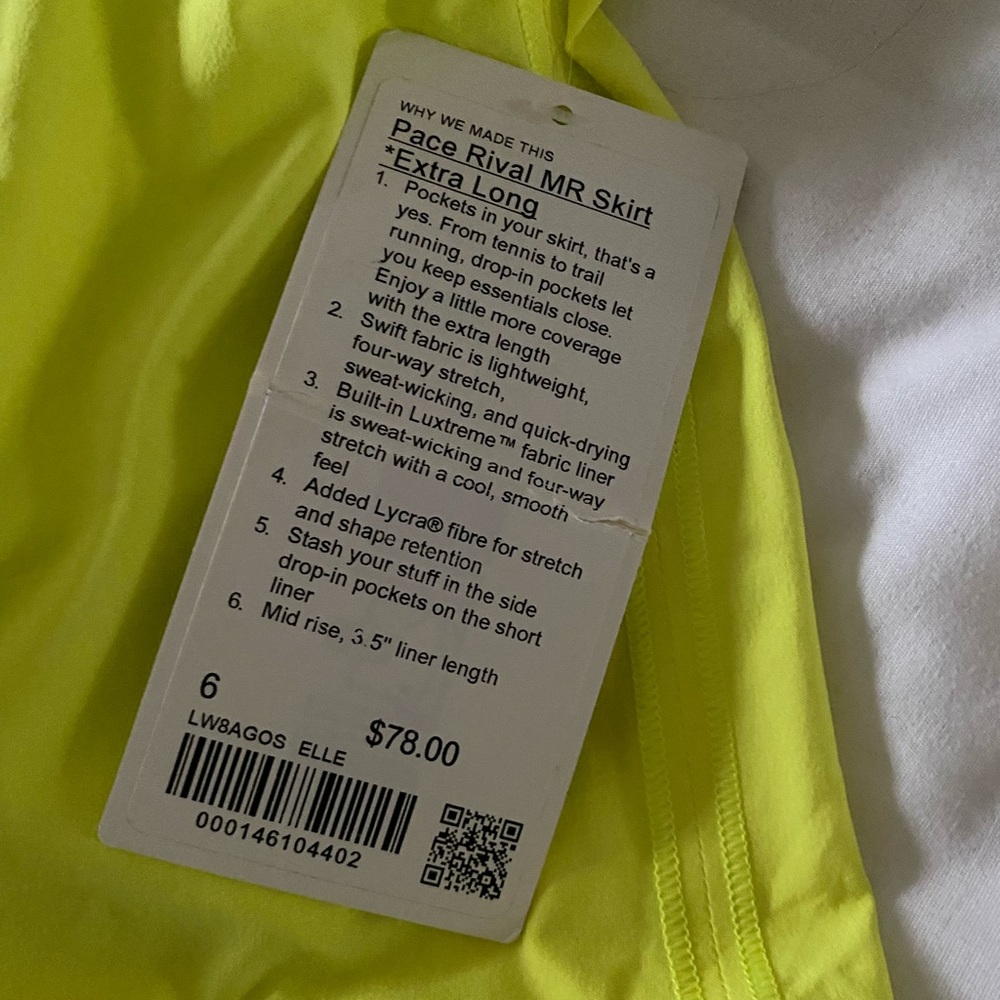 WHY WE MADE THIS
Pace Rival MR Skirt
*Extra Long
1. Pockets in your skirt, that's a
yes. From tennis to trail
running, drop-in pockets let
you keep essentials close.
Enjoy a little more coverage
with the extra length
2. Swift fabric is lightweight,
four-way stretch,
sweat-wicking, and quick-drying
3. Built-in Luxtreme™ fabric liner
is sweat-wicking and four-way
stretch with a cool, smooth
feel
4. Added Lycra® fibre for stretch
and shape retention
5. Stash your stuff in the side
drop-in pockets on the short
liner
6. Mid rise, 3.5" liner length
6
LW8AGOS ELLE
$78.00
000146104402